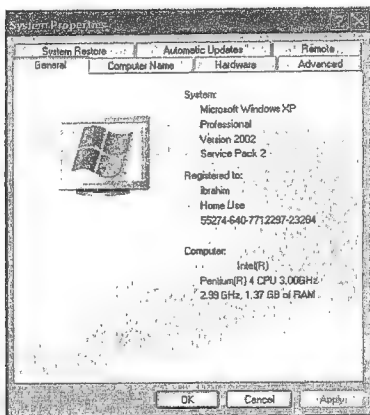 System Properties
System Restore Automatic Updates Remote
General Computer Name Hardware Advanced
System:
Microsoft Windows XP
Professional
Version 2002
Service Pack 2
Registered to:
ibrahim
Home Use
55274-640-7712297-23264
Computer:
Intel(R)
Pentium(R) 4 CPU 3.00GHz
2.99 GHz, 1.37 GB of RAM
OK Cancel Apply